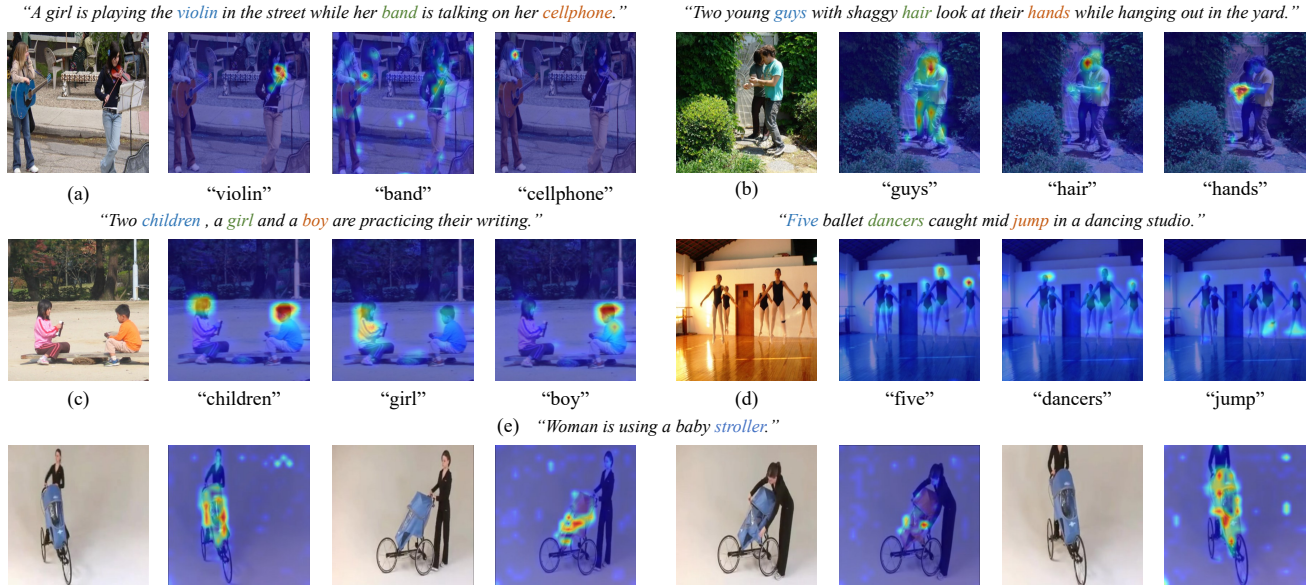 “A girl is playing the violin in the street while her band is talking on her cellphone.”
“Two young guys with shaggy hair look at their hands while hanging out in the yard.”
(a) “violin” “band” “cellphone”
(b) “guys” “hair” “hands”
“Two children , a girl and a boy are practicing their writing.”
“Five ballet dancers caught mid jump in a dancing studio.”
(c) “children” “girl” “boy”
(d) “five” “dancers” “jump”
(e) “Woman is using a baby stroller.”